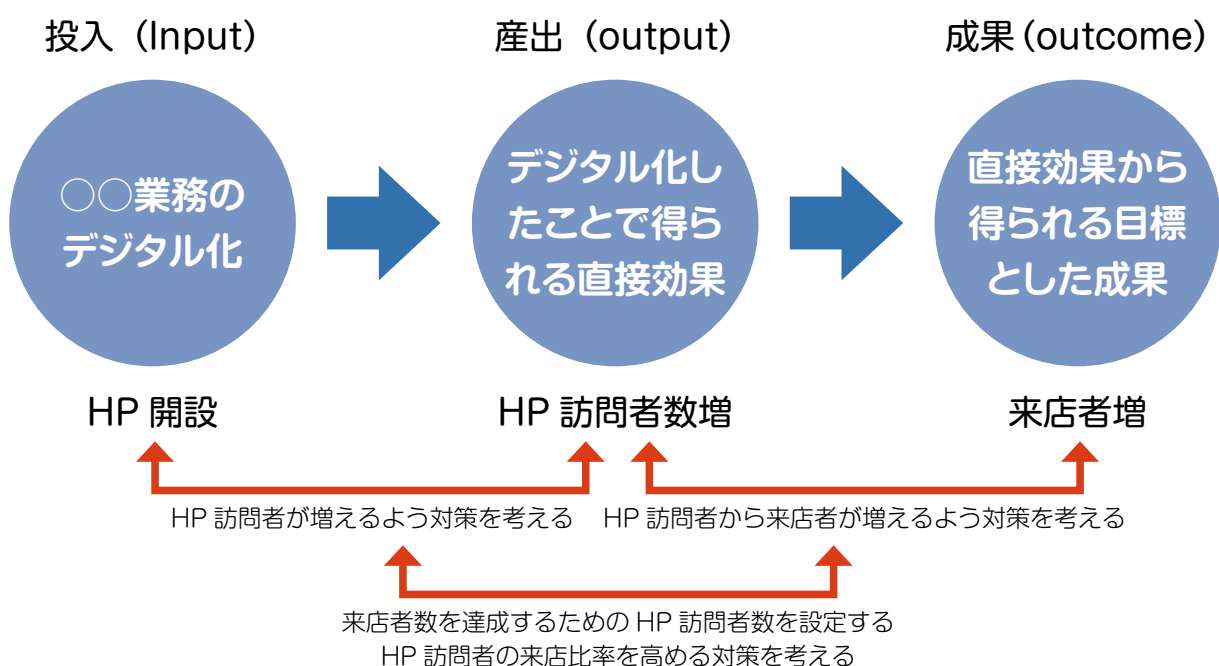 投入（Input）
産出（output）
成果（outcome）
○○業務の
デジタル化
デジタル化し
たことで得ら
れる直接効果
直接効果から
得られる目標
とした成果
HP 開設
HP 訪問者数増
来店者増
HP 訪問者が増えるよう対策を考える
HP 訪問者から来店者が増えるよう対策を考える
来店者数を達成するための HP 訪問者数を設定する
HP 訪問者の来店比率を高める対策を考える